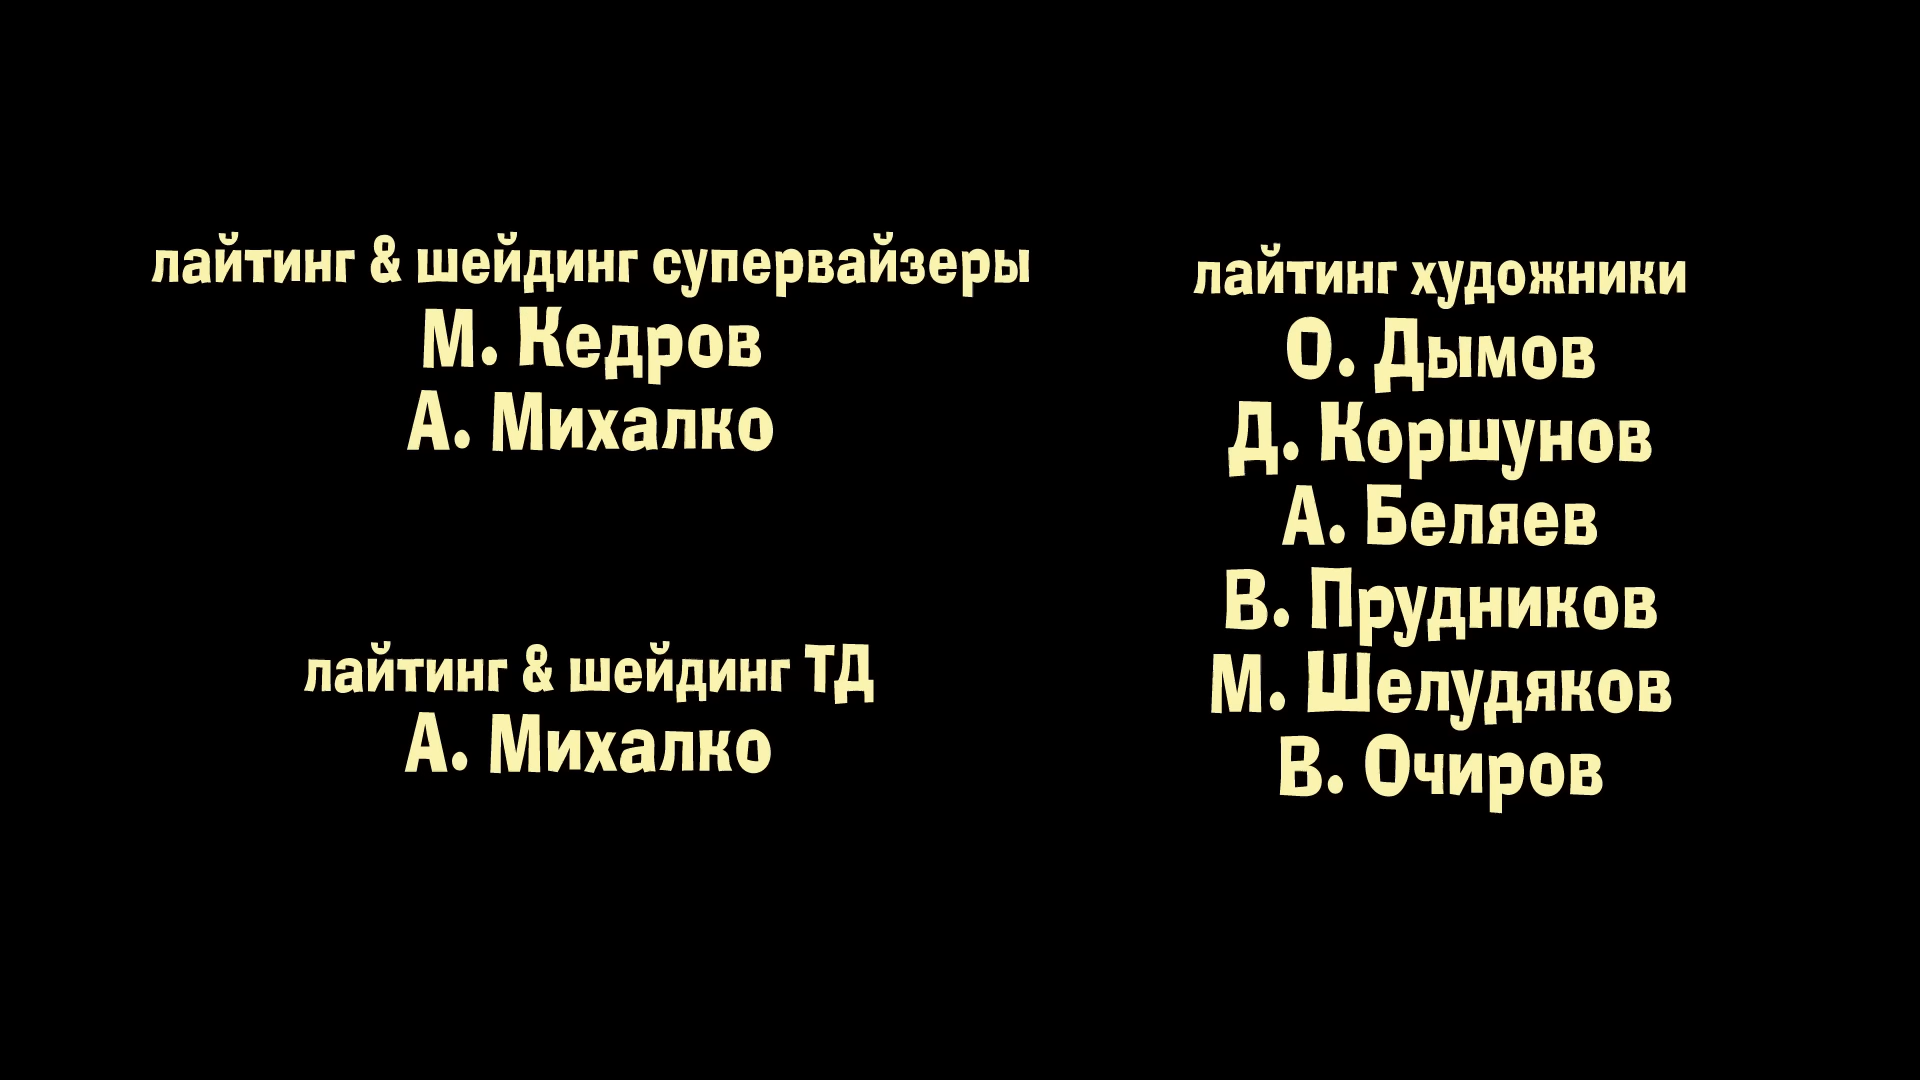 лайтинг & шейдинг супервайзеры
М. Кедров
А. Михалко
лайтинг & шейдинг ТД
А. Михалко
лайтинг художники
О. Дымов
Д. Коршунов
А. Беляев
В. Прудников
М. Шелудяков
В. Очиров